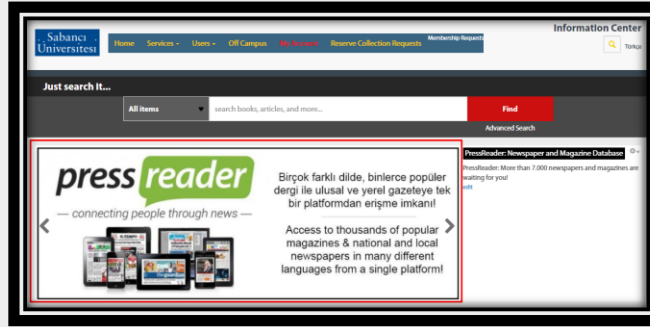 Sabancı
Üniversitesi
Home Services Users Off Campus My Account Reserve Collection Requests Membership Requests
Information Center
Türkçe
Just search it...
All items search books, articles, and more... Find
Advanced Search
press reader
— connecting people through news —
Birçok farklı dilde, binlerce popüler
dergi ile ulusal ve yerel gazeteye tek
bir platformdan erişme imkanı!
Access to thousands of popular
magazines & national and local
newspapers in many different
languages from a single platform!
PressReader: Newspaper and Magazine Database
PressReader: More than 7.000 newspapers and magazines are
waiting for you!
edit